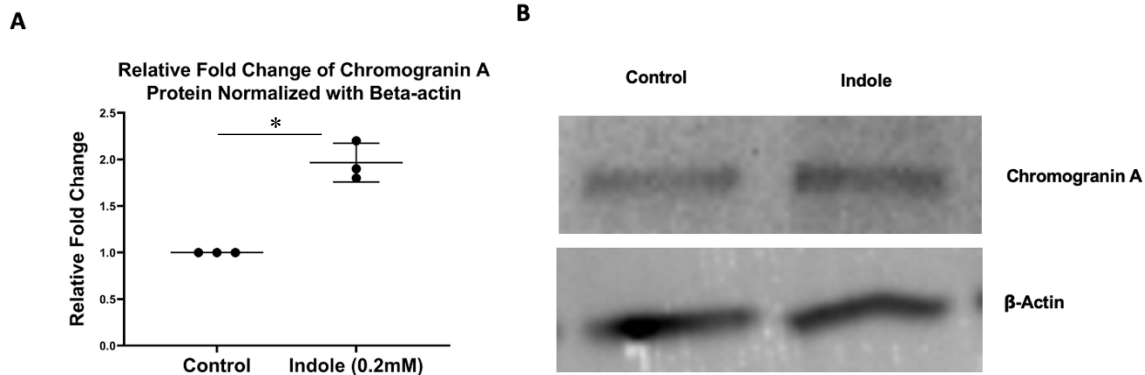 A
Relative Fold Change of Chromogranin A
Protein Normalized with Beta-actin
Relative Fold Change
2.5
2.0
1.5
1.0
0.5
0.0
*
Control
Indole (0.2mM)
B
Control
Indole
Chromogranin A
β-Actin